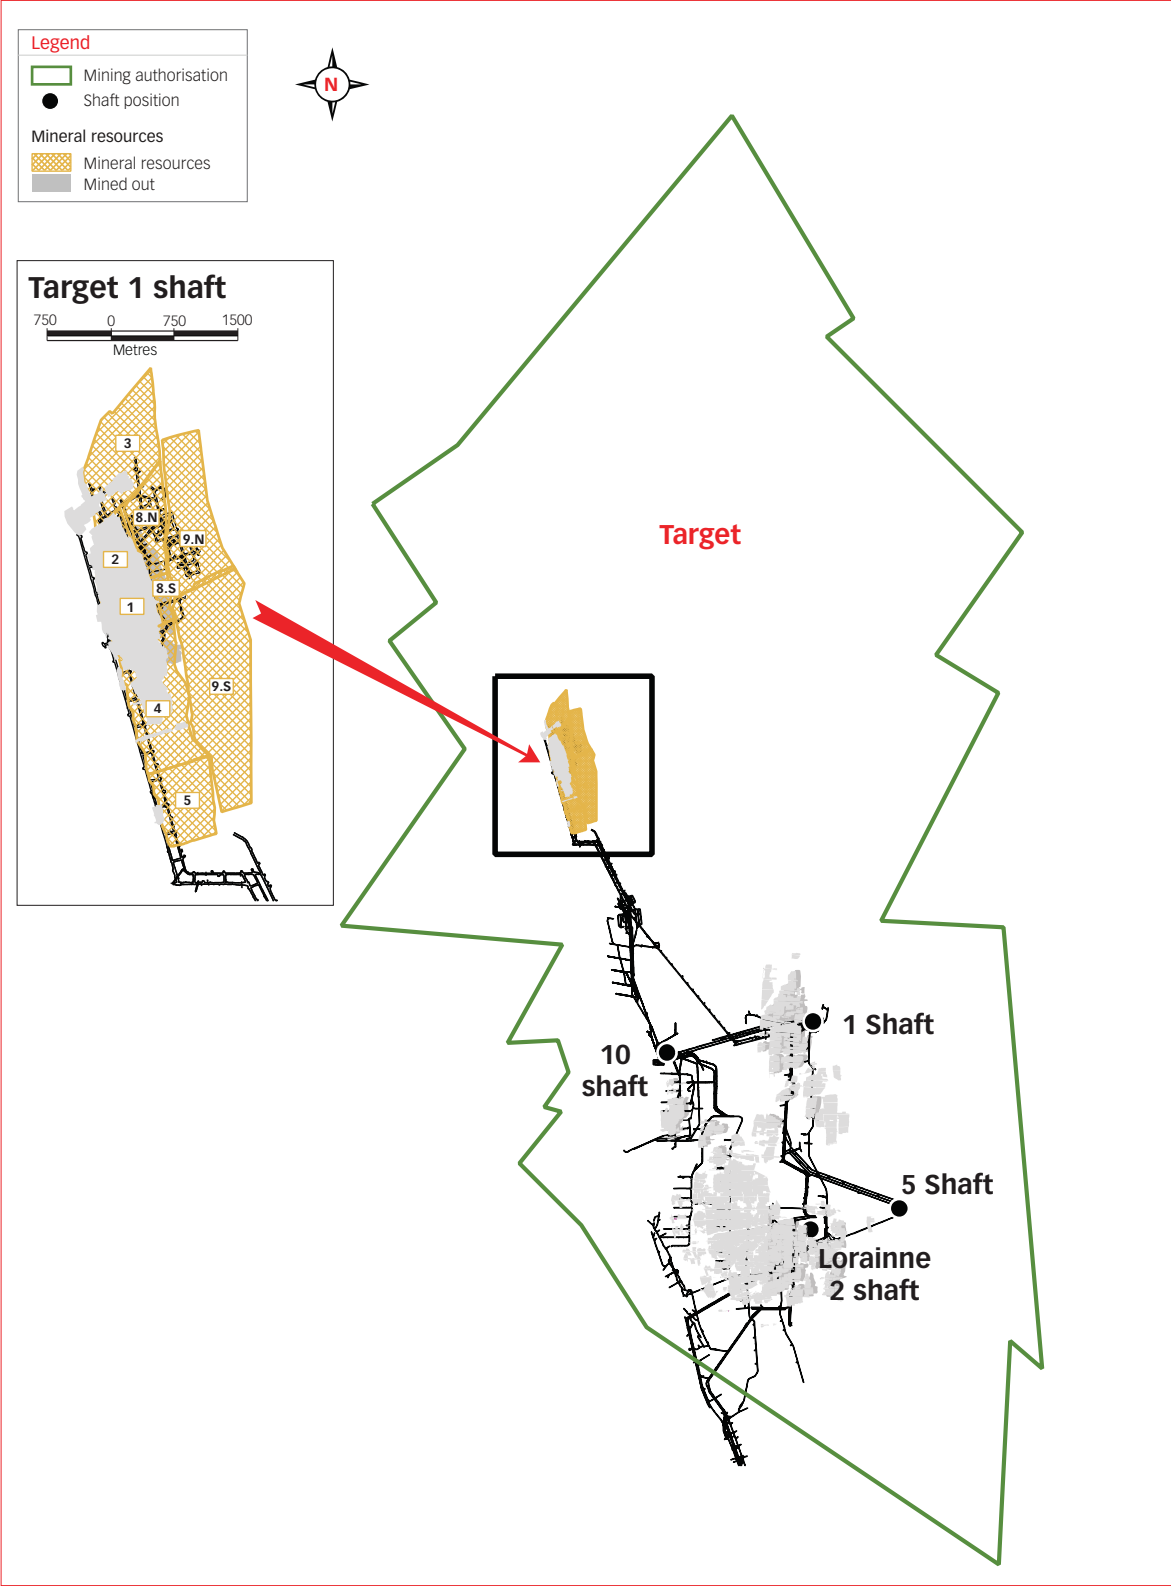 Legend
Mining authorisation
Shaft position
Mineral resources
Mineral resources
Mined out
N
Target 1 shaft
750 0 750 1500
Metres
3
8.N
9.N
2
8.S
1
9.S
4
5
Target
1 Shaft
10
shaft
5 Shaft
Lorainne
2 shaft